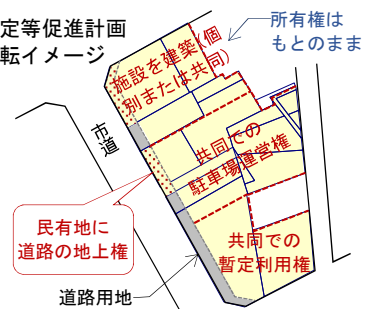 定等促進計画
転イメージ
所有権は
もとのまま
施設を建築(個
別または共同)
市道
共同での
駐車場運営権
民有地に
道路の地上権
共同での
暫定利用権
道路用地